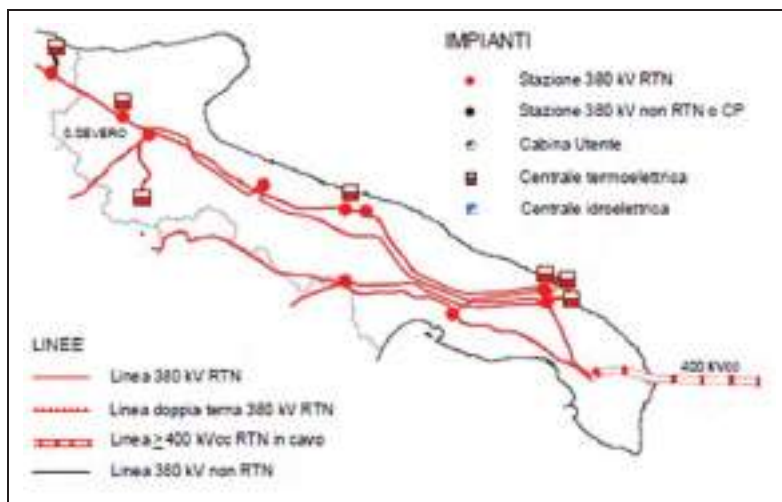 IMPIANTI
Stazione 380 kV RTN
Stazione 380 kV non RTN o CP
Cabina Utente
Centrale termoelettrica
Centrale idroelettrica
S.SEVERO
400 kVcc
LINEE
Linea 380 kV RTN
Linea doppia terna 380 kV RTN
Linea ≥ 400 kVcc RTN in cavo
Linea 380 kV non RTN